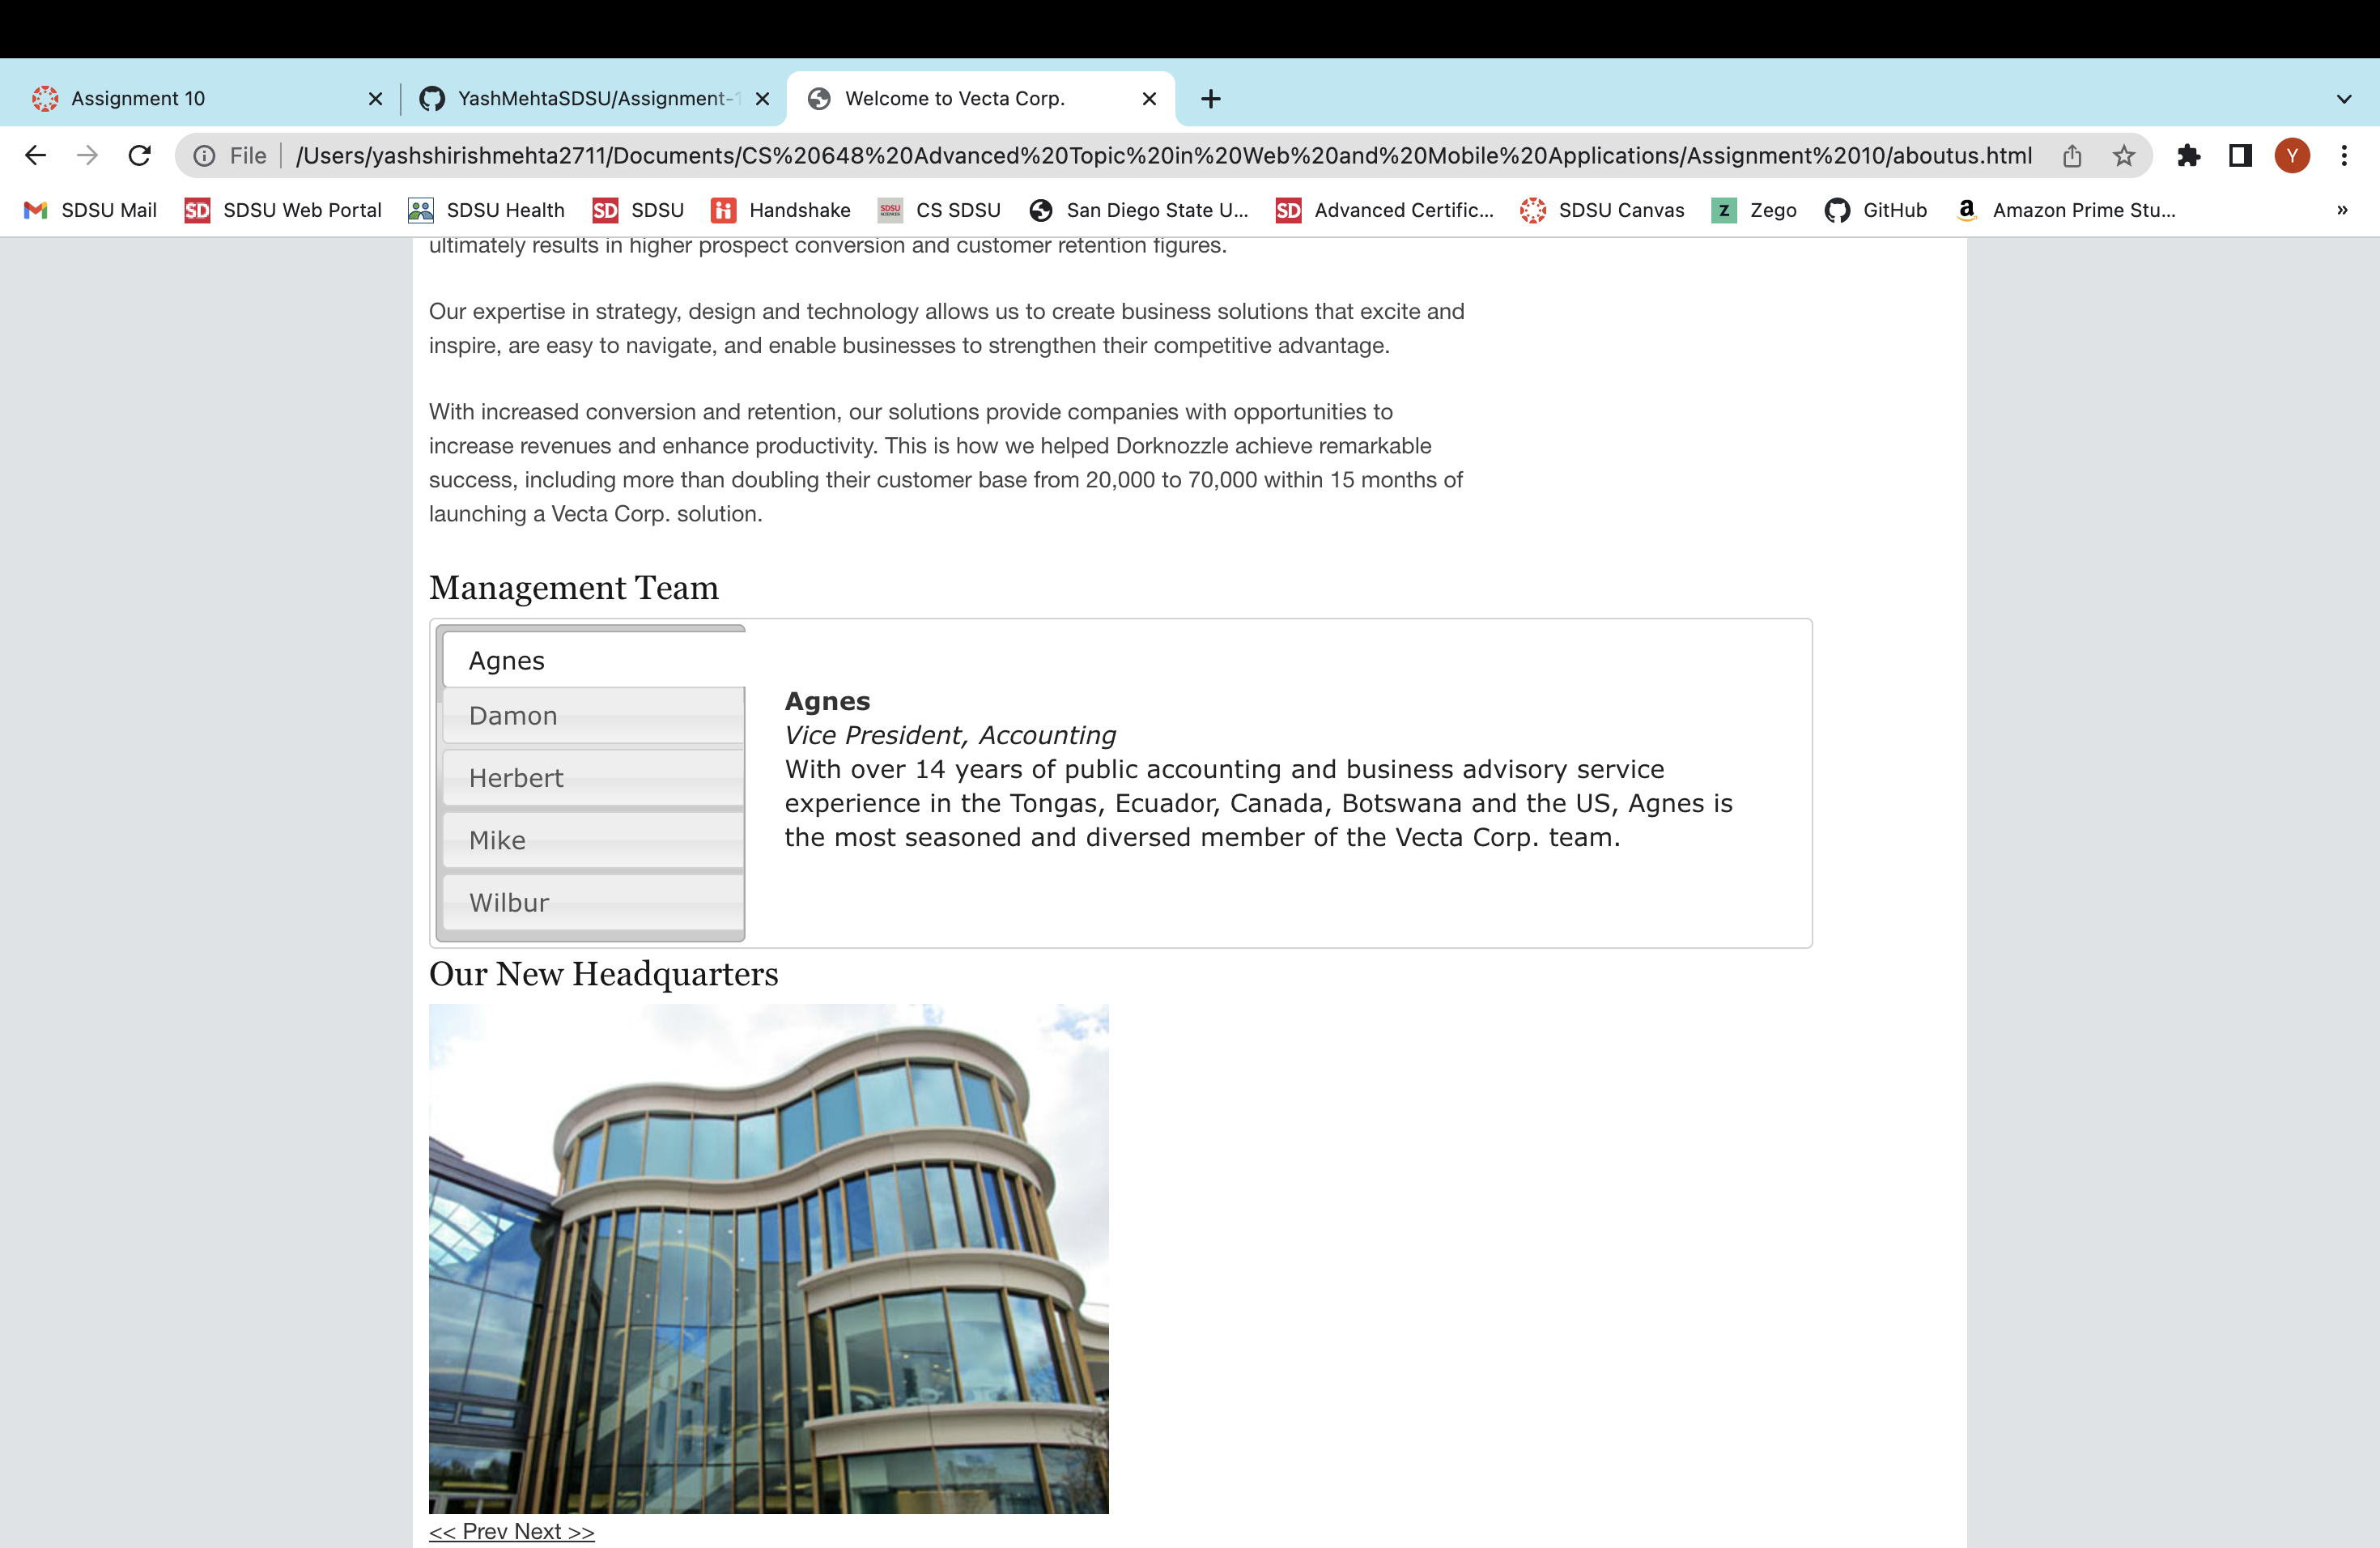 Assignment 10
YashMehtaSDSU/Assignment-1
Welcome to Vecta Corp.
File
/Users/yashshirishmehta2711/Documents/CS%20648%20Advanced%20Topic%20in%20Web%20and%20Mobile%20Applications/Assignment%2010/aboutus.html
Y
SDSU Mail
SD SDSU Web Portal
SDSU Health
SD SDSU
Handshake
SDSU CS SDSU
San Diego State U...
SD Advanced Certific...
SDSU Canvas
Z Zego
GitHub
a Amazon Prime Stu...
»
ultimately results in higher prospect conversion and customer retention figures.
Our expertise in strategy, design and technology allows us to create business solutions that excite and
inspire, are easy to navigate, and enable businesses to strengthen their competitive advantage.
With increased conversion and retention, our solutions provide companies with opportunities to
increase revenues and enhance productivity. This is how we helped Dorknozzle achieve remarkable
success, including more than doubling their customer base from 20,000 to 70,000 within 15 months of
launching a Vecta Corp. solution.
Management Team
Agnes
Damon
Herbert
Mike
Wilbur
Agnes
Vice President, Accounting
With over 14 years of public accounting and business advisory service
experience in the Tongas, Ecuador, Canada, Botswana and the US, Agnes is
the most seasoned and diversed member of the Vecta Corp. team.
Our New Headquarters
<< Prev Next >>